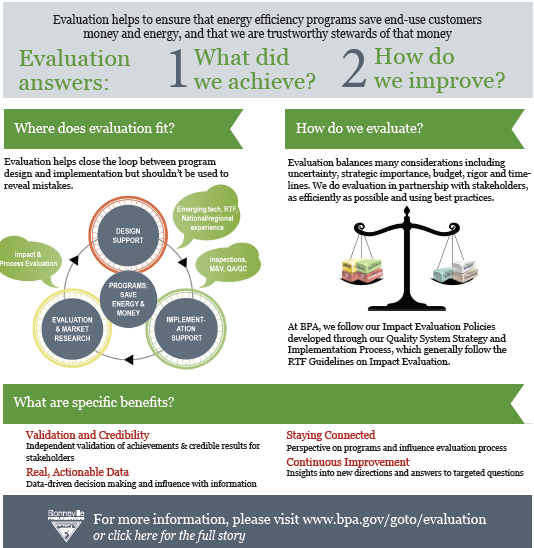 Evaluation helps to ensure that energy efficiency programs save end-use customers
money and energy, and that we are trustworthy stewards of that money
Evaluation
answers:
1 What did
we achieve?
2 How do
we improve?
Where does evaluation fit?
Evaluation helps close the loop between program
design and implementation but shouldn't be used to
reveal mistakes.
DESIGN
SUPPORT
Emerging tech, RTF,
National/regional
experience
Impact &
Process Evaluation
Inspections,
M&V, QA/QC
PROGRAMS:
SAVE
ENERGY &
MONEY
EVALUATION
& MARKET
RESEARCH
IMPLEMENT-
ATION
SUPPORT
How do we evaluate?
Evaluation balances many considerations including
uncertainty, strategic importance, budget, rigor and time-
lines. We do evaluation in partnership with stakeholders,
as efficiently as possible and using best practices.
At BPA, we follow our Impact Evaluation Policies
developed through our Quality System Strategy and
Implementation Process, which generally follow the
RTF Guidelines on Impact Evaluation.
What are specific benefits?
Validation and Credibility
Independent validation of achievements & credible results for
stakeholders
Real, Actionable Data
Data-driven decision making and influence with information
Staying Connected
Perspective on programs and influence evaluation process
Continuous Improvement
Insights into new directions and answers to targeted questions
Bonneville
For more information, please visit www.bpa.gov/goto/evaluation
or click here for the full story